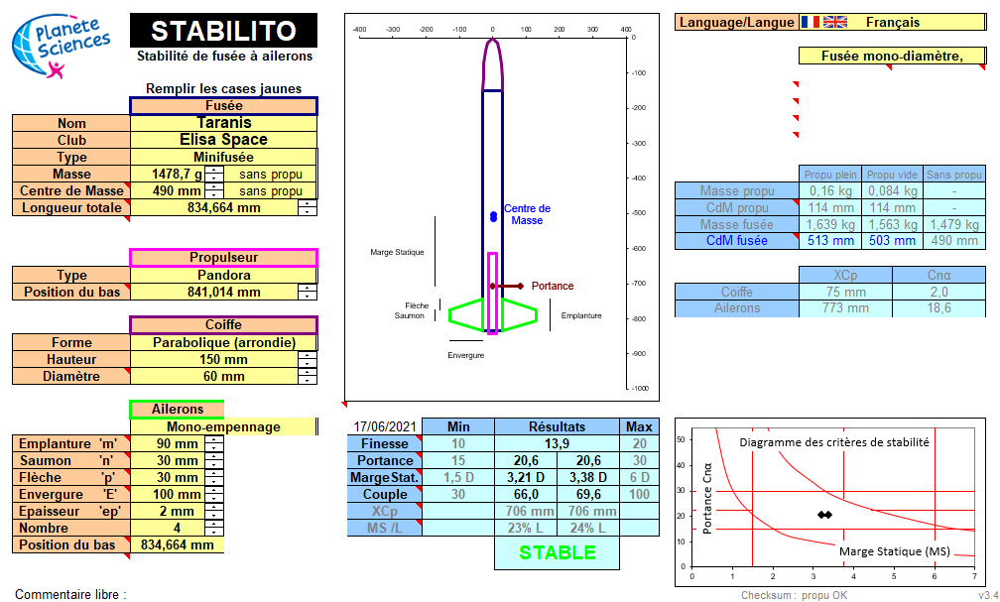 Planète
Sciences
STABILITO
Stabilité de fusée à ailerons
Language/Langue Français
Fusée mono-diamètre,
Remplir les cases jaunes
Fusée
Nom Taranis
Club Elisa Space
Type Minifusée
Masse 1478,7 g sans propu
Centre de Masse 490 mm sans propu
Longueur totale 834,664 mm
Propulseur
Type Pandora
Position du bas 841,014 mm
Coiffe
Forme Parabolique (arrondie)
Hauteur 150 mm
Diamètre 60 mm
Ailerons
Mono-empennage
Emplanture 'm' 90 mm
Saumon 'n' 30 mm
Flèche 'p' 30 mm
Envergure 'E' 100 mm
Epaisseur 'ep' 2 mm
Nombre 4
Position du bas 834,664 mm
Commentaire libre :
-400 -300 -200 -100 0 100 200 300 400
0
-100
-200
-300
-400
-500
-600
-700
-800
-900
-1000
Centre de
Masse
Marge Statique
Portance
Flèche
Saumon
Emplanture
Envergure
17/06/2021 Min Résultats Max
Finesse 10 13,9 20
Portance 15 20,6 20,6 30
Marge Stat. 1,5 D 3,21 D 3,38 D 6 D
Couple 30 66,0 69,6 100
XCp 706 mm 706 mm
MS /L 23% L 24% L
STABLE
Propu plein Propu vide Sans propu
Masse propu 0,16 kg 0,084 kg -
CdM propu 114 mm 114 mm -
Masse fusée 1,639 kg 1,563 kg 1,479 kg
CdM fusée 513 mm 503 mm 490 mm
XCp Cnα
Coiffe 75 mm 2,0
Ailerons 773 mm 18,6
Diagramme des critères de stabilité
Portance Cnα
50
40
30
20
10
0
Marge Statique (MS)
0 1 2 3 4 5 6 7
Checksum : propu OK
v3.4